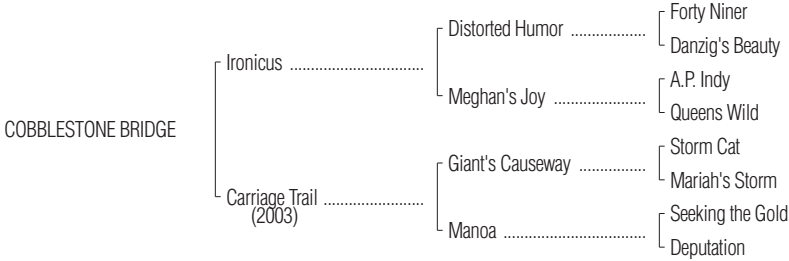 Forty Niner
Distorted Humor ..................
Danzig's Beauty
Ironicus ................................
A.P. Indy
Meghan's Joy ......................
Queens Wild
COBBLESTONE BRIDGE
Storm Cat
Giant's Causeway ................
Mariah's Storm
Carriage Trail ........................
(2003)
Seeking the Gold
Manoa ..................................
Deputation